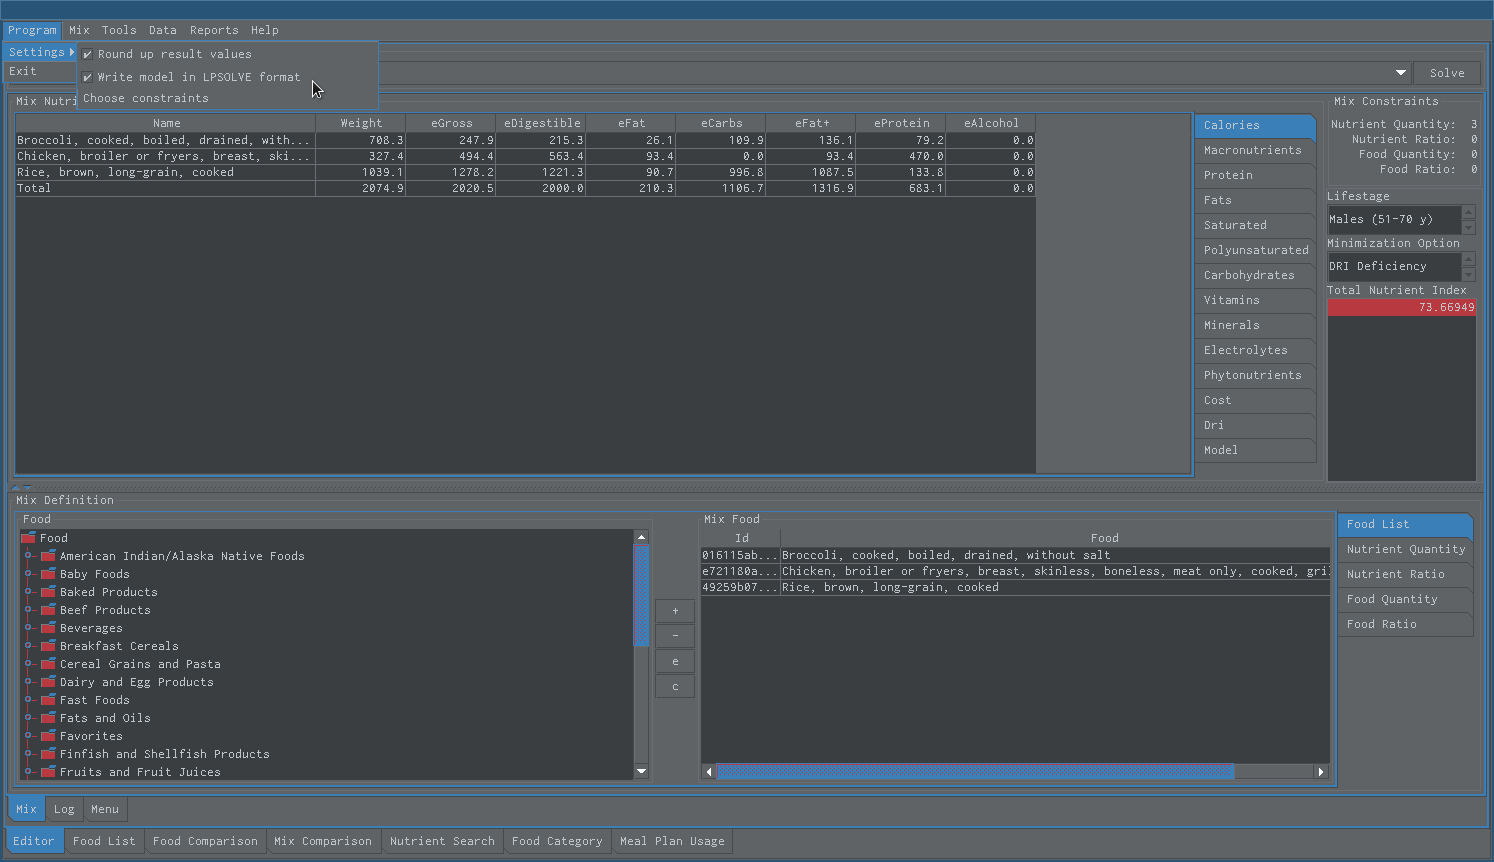 Program Mix Tools Data Reports Help
Settings
Exit
Round up result values
Write model in LPSOLVE format
Choose constraints
Solve
Mix Nutri
Name Weight eGross eDigestible eFat eCarbs eFat+ eProtein eAlcohol
Broccoli, cooked, boiled, drained, with... 708.3 247.9 215.3 26.1 109.9 136.1 79.2 0.0
Chicken, broiler or fryers, breast, ski... 327.4 494.4 563.4 93.4 0.0 93.4 470.0 0.0
Rice, brown, long-grain, cooked 1039.1 1278.2 1221.3 90.7 996.8 1087.5 133.8 0.0
Total 2074.9 2020.5 2000.0 210.3 1106.7 1316.9 683.1 0.0
Calories
Macronutrients
Protein
Fats
Saturated
Polyunsaturated
Carbohydrates
Vitamins
Minerals
Electrolytes
Phytonutrients
Cost
Dri
Model
Mix Constraints
Nutrient Quantity: 3
Nutrient Ratio: 0
Food Quantity: 0
Food Ratio: 0
Lifestage
Males (51-70 y)
Minimization Option
DRI Deficiency
Total Nutrient Index
73.66949
Mix Definition
Food
Food
American Indian/Alaska Native Foods
Baby Foods
Baked Products
Beef Products
Beverages
Breakfast Cereals
Cereal Grains and Pasta
Dairy and Egg Products
Fast Foods
Fats and Oils
Favorites
Finfish and Shellfish Products
Fruits and Fruit Juices
+
-
e
c
Mix Food
Id Food
016115ab... Broccoli, cooked, boiled, drained, without salt
e721180a... Chicken, broiler or fryers, breast, skinless, boneless, meat only, cooked, gri
49259b07... Rice, brown, long-grain, cooked
Food List
Nutrient Quantity
Nutrient Ratio
Food Quantity
Food Ratio
Mix Log Menu
Editor Food List Food Comparison Mix Comparison Nutrient Search Food Category Meal Plan Usage